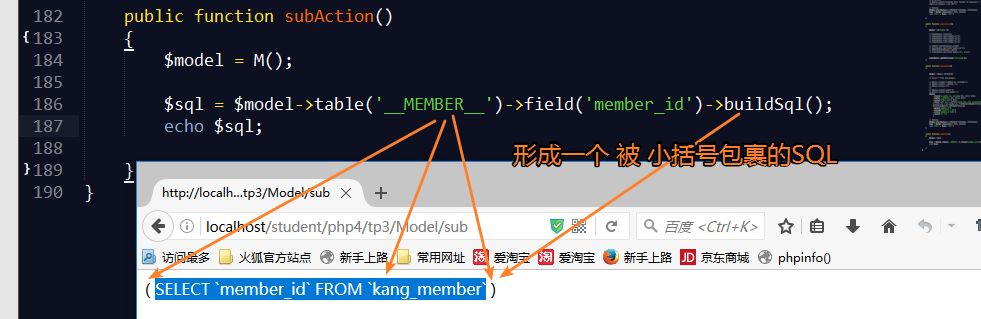 182 public function subAction()
183 {
184 $model = M();
185
186 $sql = $model->table('__MEMBER__')->field('member_id')->buildSql();
187 echo $sql;
188
189 }
190 }
形成一个 被 小括号包裹的SQL
http://localh...tp3/Model/sub
localhost/student/php4/tp3/Model/sub
百度 <Ctrl+K>
访问最多 火狐官方站点 新手上路 常用网址 淘 爱淘宝 淘 爱淘宝 新手上路 JD 京东商城 phpinfo()
( SELECT `member_id` FROM `kang_member` )